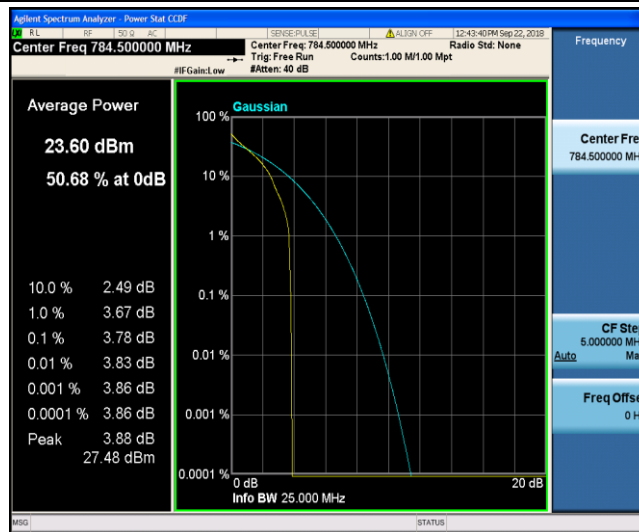 Agilent Spectrum Analyzer - Power Stat CCDF
RL RF 50 Ω AC SENSE:PULSE ALIGN OFF 12:43:40 PM Sep 22, 2018
Center Freq 784.500000 MHz
Center Freq: 784.500000 MHz Radio Std: None
Trig: Free Run Counts:1.00 M/1.00 Mpt
#IFGain:Low #Atten: 40 dB
Frequency
Average Power
23.60 dBm
50.68 % at 0dB
10.0 % 2.49 dB
1.0 % 3.67 dB
0.1 % 3.78 dB
0.01 % 3.83 dB
0.001 % 3.86 dB
0.0001 % 3.86 dB
Peak 3.88 dB
27.48 dBm
Gaussian
100 %
10 %
1 %
0.1 %
0.01 %
0.001 %
0.0001 %
0 dB 20 dB
Info BW 25.000 MHz
Center Fre
784.500000 MH
CF Ste
5.000000 MH
Auto Ma
Freq Offse
0 H
MSG STATUS